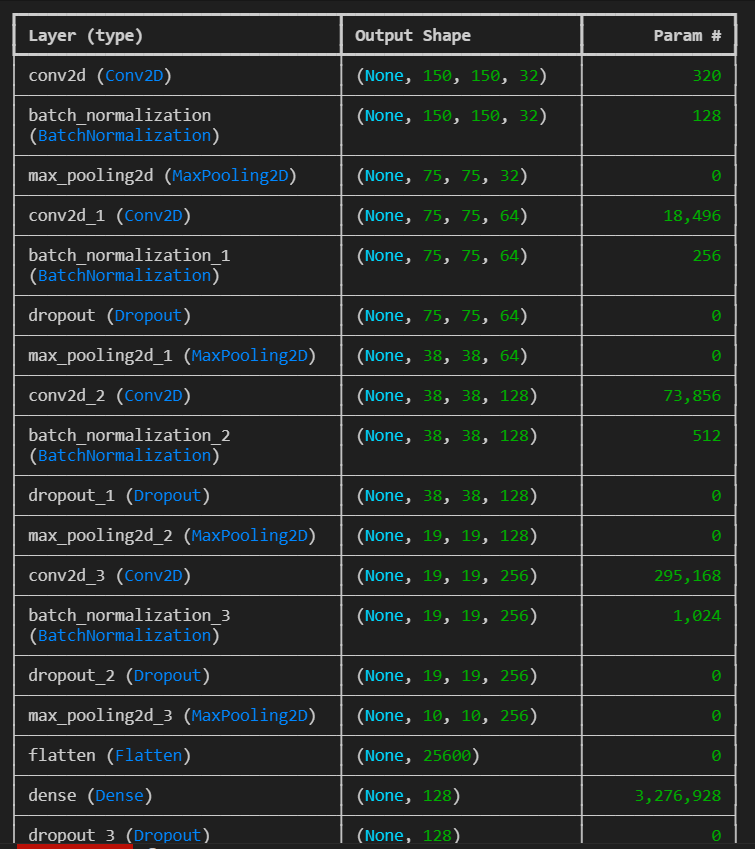 Layer (type) Output Shape Param #
conv2d (Conv2D) (None, 150, 150, 32) 320
batch_normalization (None, 150, 150, 32) 128
(BatchNormalization)
max_pooling2d (MaxPooling2D) (None, 75, 75, 32) 0
conv2d_1 (Conv2D) (None, 75, 75, 64) 18,496
batch_normalization_1 (None, 75, 75, 64) 256
(BatchNormalization)
dropout (Dropout) (None, 75, 75, 64) 0
max_pooling2d_1 (MaxPooling2D) (None, 38, 38, 64) 0
conv2d_2 (Conv2D) (None, 38, 38, 128) 73,856
batch_normalization_2 (None, 38, 38, 128) 512
(BatchNormalization)
dropout_1 (Dropout) (None, 38, 38, 128) 0
max_pooling2d_2 (MaxPooling2D) (None, 19, 19, 128) 0
conv2d_3 (Conv2D) (None, 19, 19, 256) 295,168
batch_normalization_3 (None, 19, 19, 256) 1,024
(BatchNormalization)
dropout_2 (Dropout) (None, 19, 19, 256) 0
max_pooling2d_3 (MaxPooling2D) (None, 10, 10, 256) 0
flatten (Flatten) (None, 25600) 0
dense (Dense) (None, 128) 3,276,928
dropout_3 (Dropout) (None, 128) 0